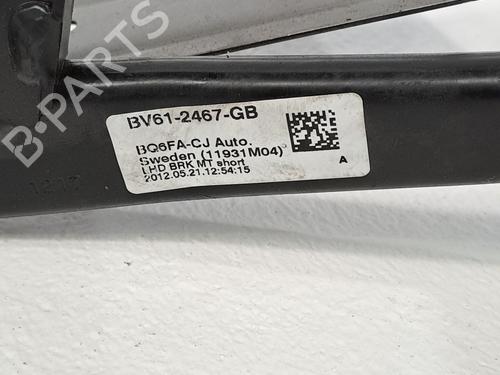 BV61-2467-GB
BQ6FA-CJ Auto.
Sweden (11931M04)
LHD BRK MT short
2012.05.21.12:54:15
A
B-PARTS